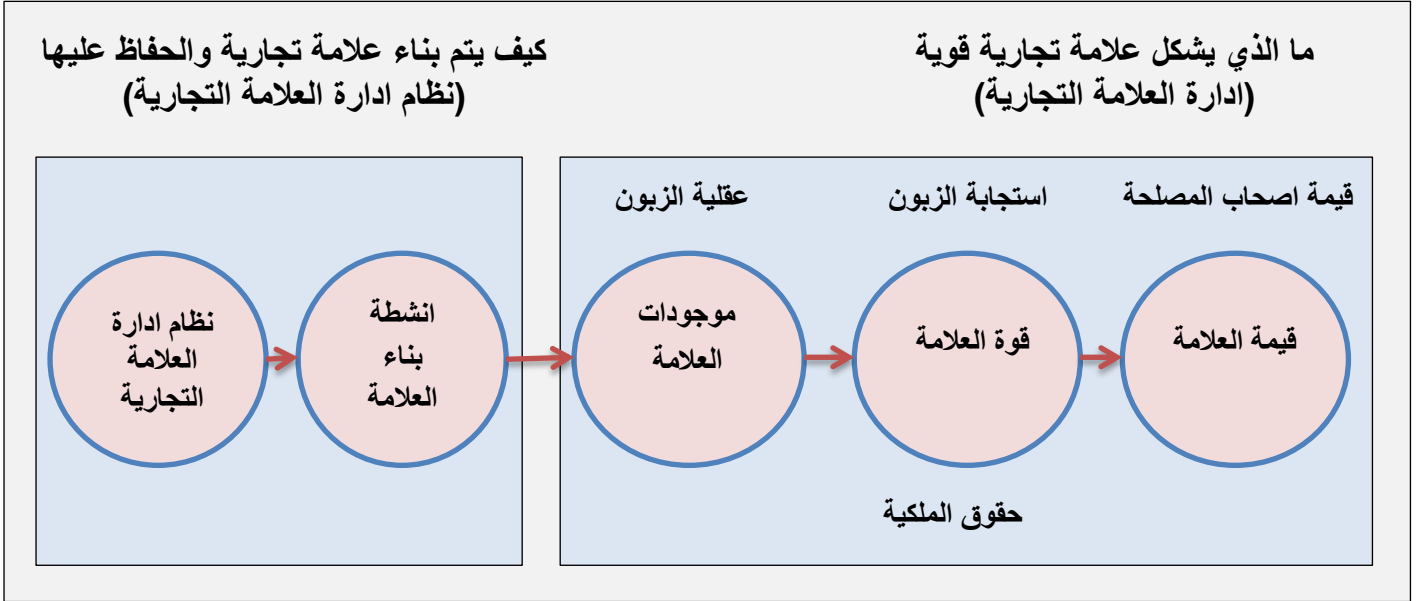 ما الذي يشكل علامة تجارية قوية
(ادارة العلامة التجارية)
كيف يتم بناء علامة تجارية والحفاظ عليها
(نظام ادارة العلامة التجارية)
قيمة اصحاب المصلحة
استجابة الزبون
عقلية الزبون
قيمة العلامة
قوة العلامة
موجودات
العلامة
انشطة
بناء
العلامة
نظام ادارة
العلامة
التجارية
حقوق الملكية